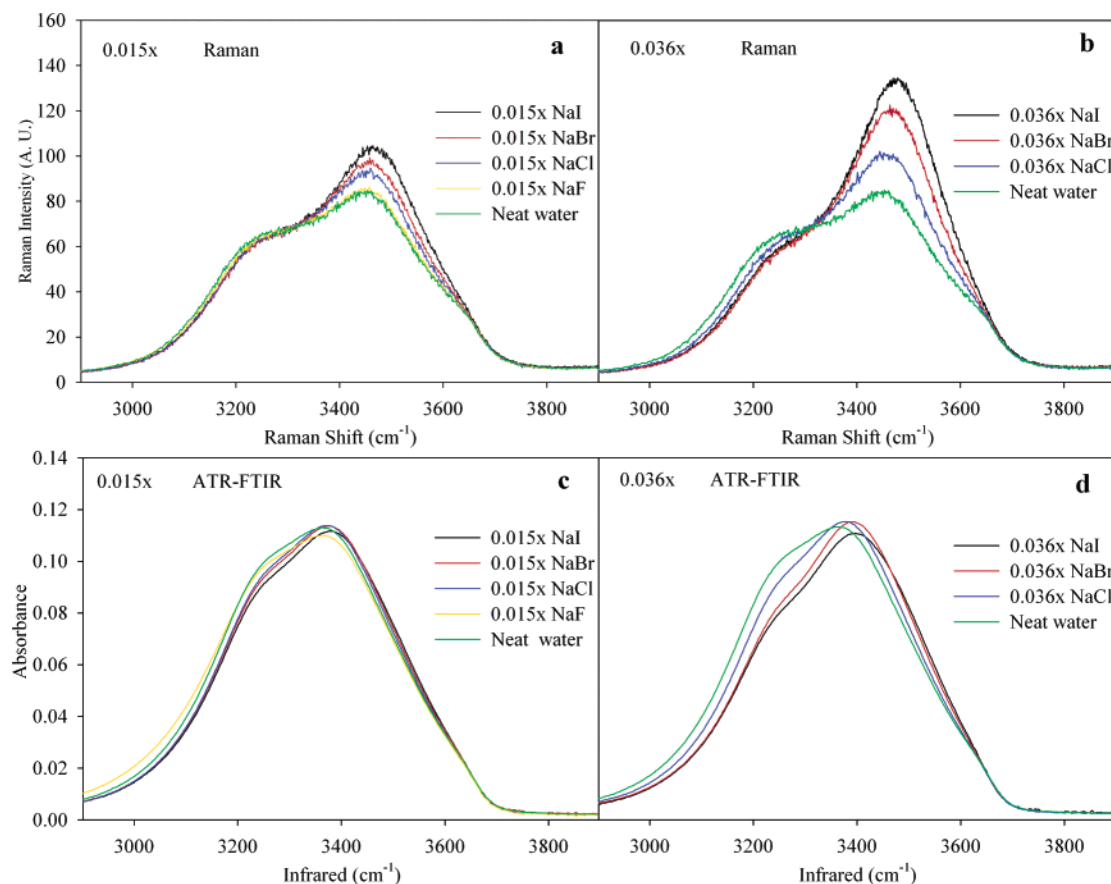 0.015x Raman a
0.015x NaI
0.015x NaBr
0.015x NaCl
0.015x NaF
Neat water
Raman Intensity (A. U.)
160
140
120
100
80
60
40
20
0
3000 3200 3400 3600 3800
Raman Shift (cm-1)
0.036x Raman b
0.036x NaI
0.036x NaBr
0.036x NaCl
Neat water
3000 3200 3400 3600 3800
Raman Shift (cm-1)
0.015x ATR-FTIR c
0.015x NaI
0.015x NaBr
0.015x NaCl
0.015x NaF
Neat water
Absorbance
0.14
0.12
0.10
0.08
0.06
0.04
0.02
0.00
3000 3200 3400 3600 3800
Infrared (cm-1)
0.036x ATR-FTIR d
0.036x NaI
0.036x NaBr
0.036x NaCl
Neat water
3000 3200 3400 3600 3800
Infrared (cm-1)